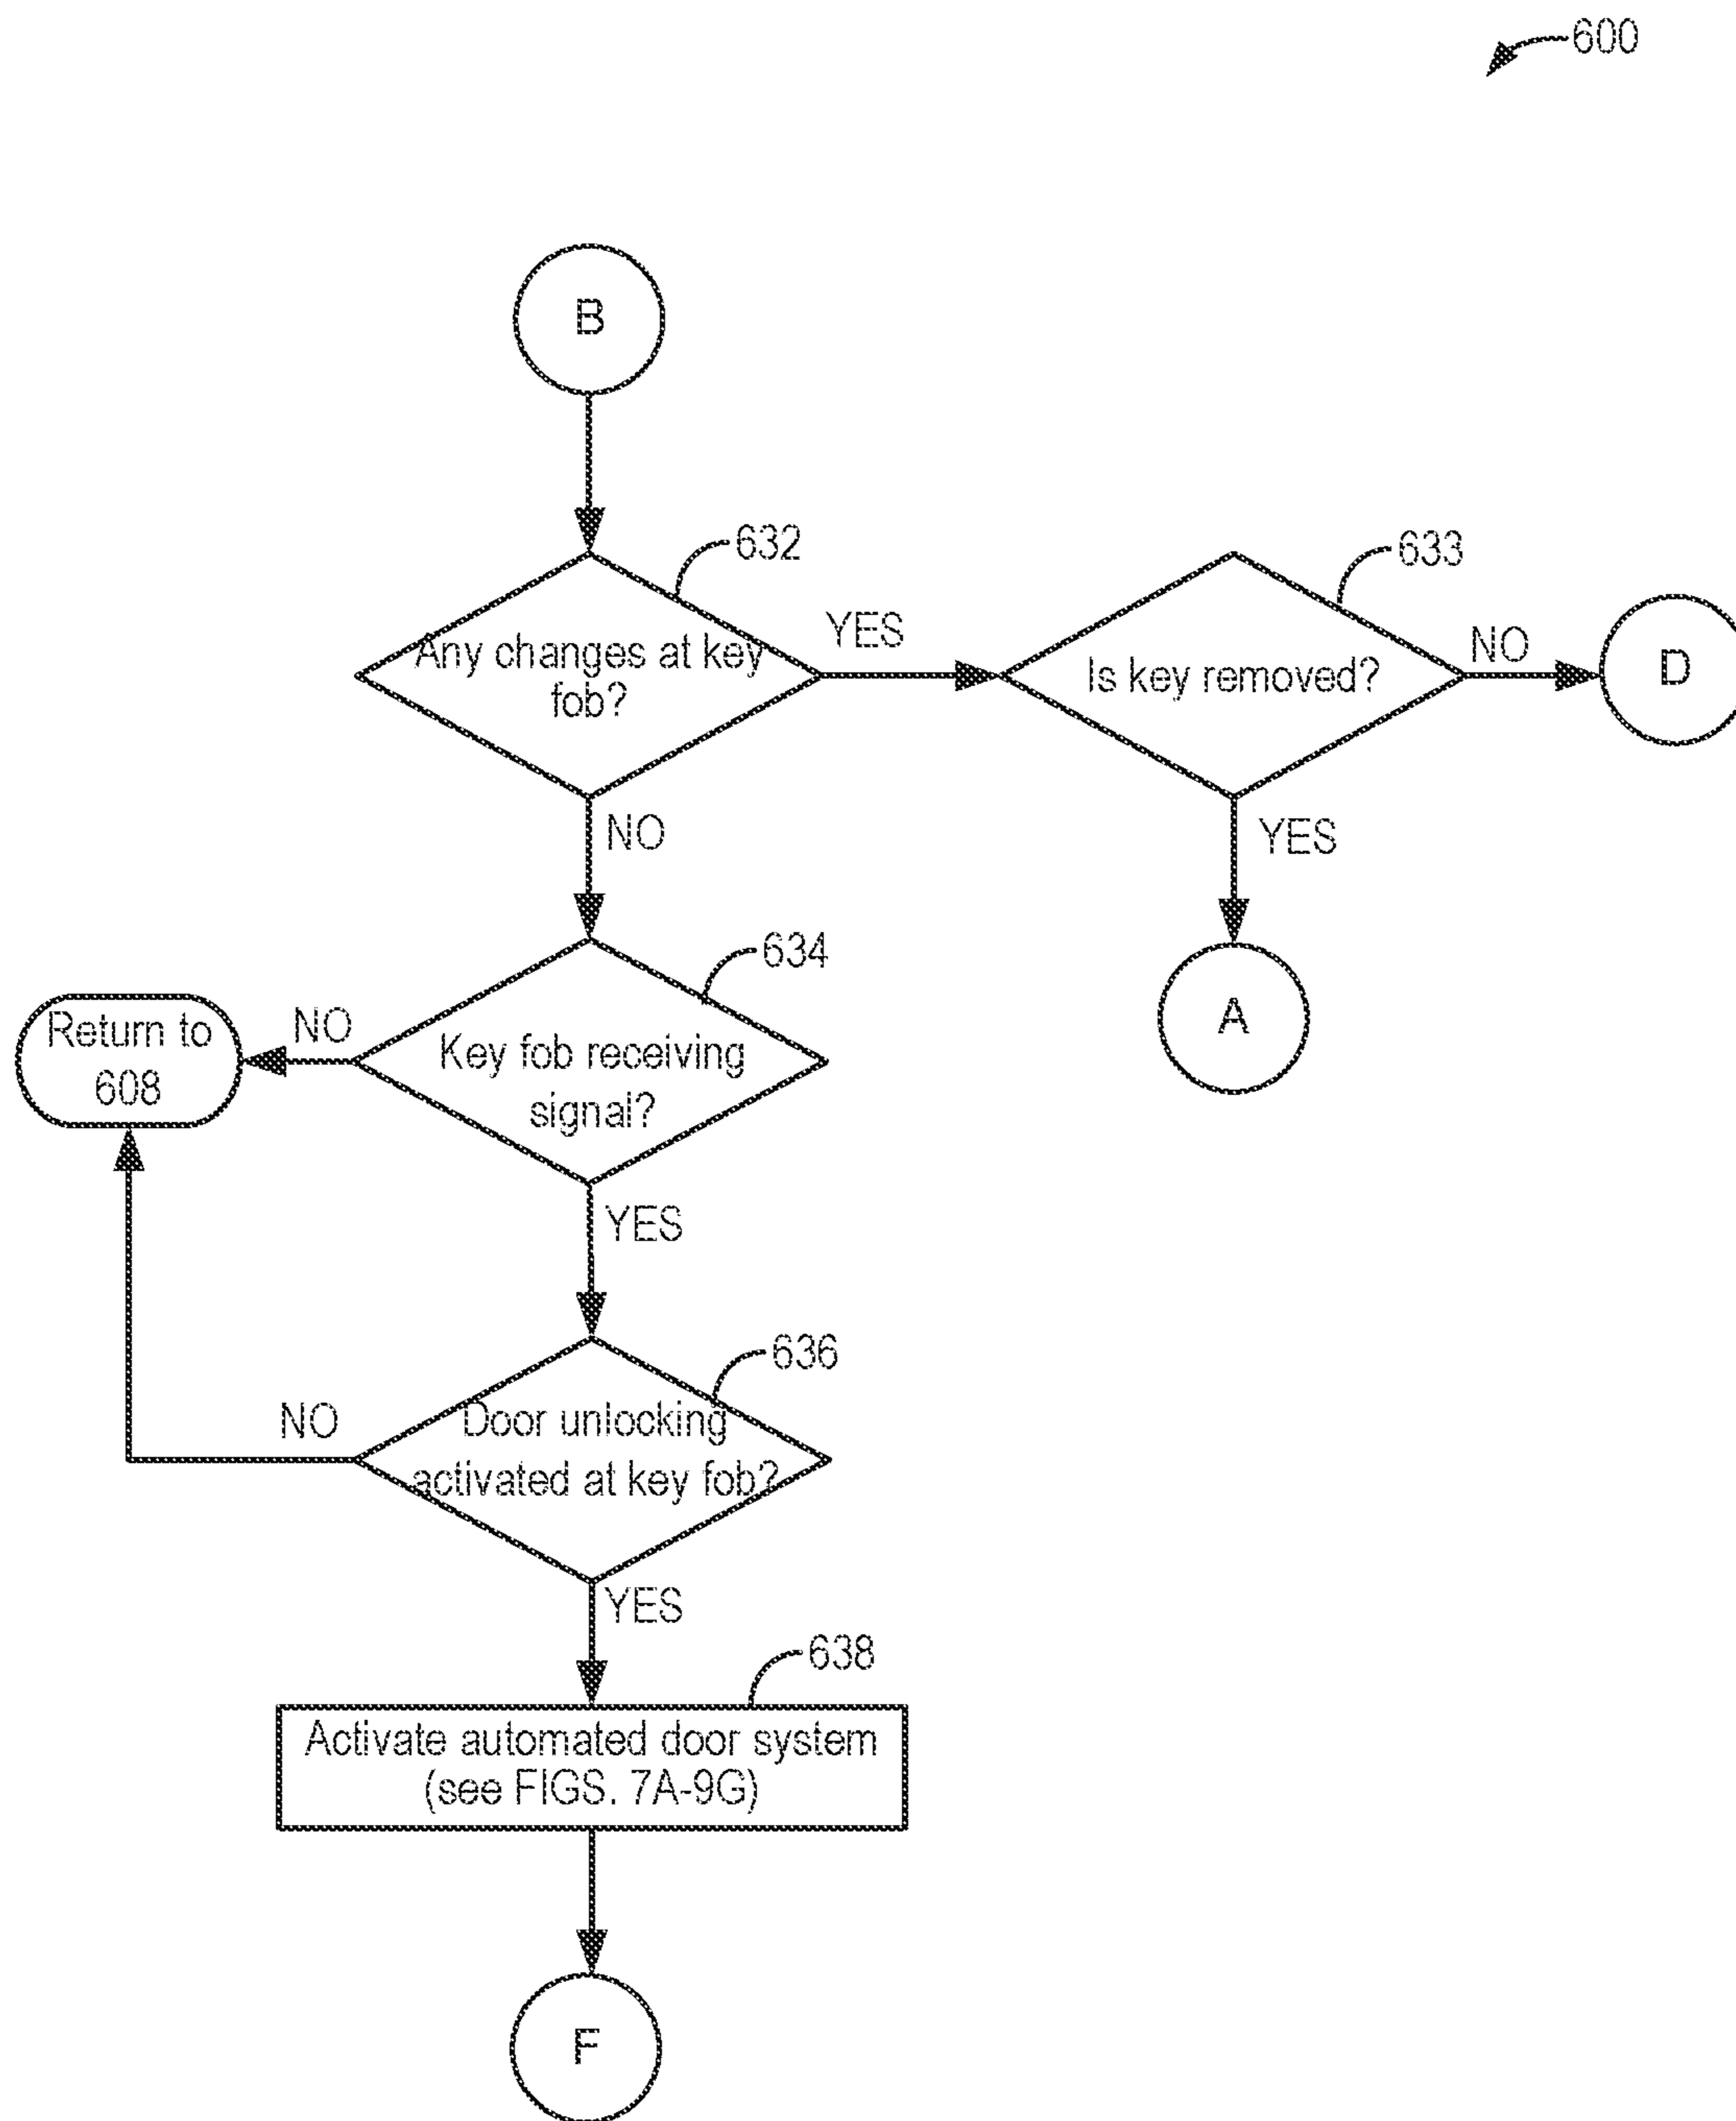 600
B
632
633
Any changes at key
fob?
YES
Is key removed?
NO
D
NO
YES
634
A
Return to
608
NO
Key fob receiving
signal?
YES
636
NO
Door unlocking
activated at key fob?
YES
638
Activate automated door system
(see FIGS. 7A-9G)
F